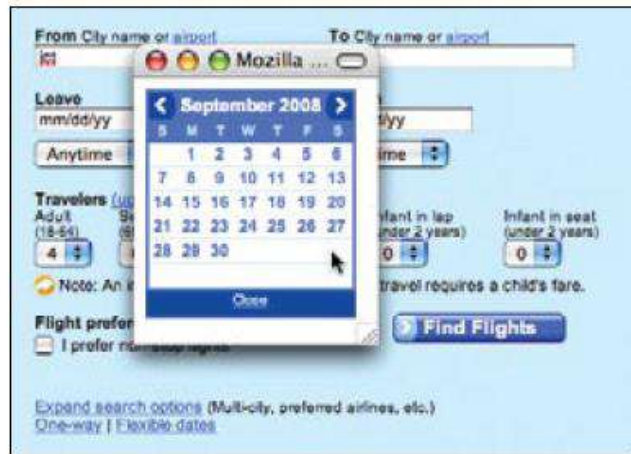 From City name or airport To City name or airport
Mozilla ...
Leave
mm/dd/yy /yy
September 2008
S M T W T F S
1 2 3 4 5 6
7 8 9 10 11 12 13
14 15 16 17 18 19 20
21 22 23 24 25 26 27
28 29 30
Close
Anytime ime
Travelers
Adult nfant in lap Infant in seat
(18-64) under 2 years) (under 2 years)
4 0 0
Note: An travel requires a child's fare.
Flight prefer
I prefer Find Flights
Expand search options (Multi-city, preferred airlines, etc.)
One-way | Flexible dates